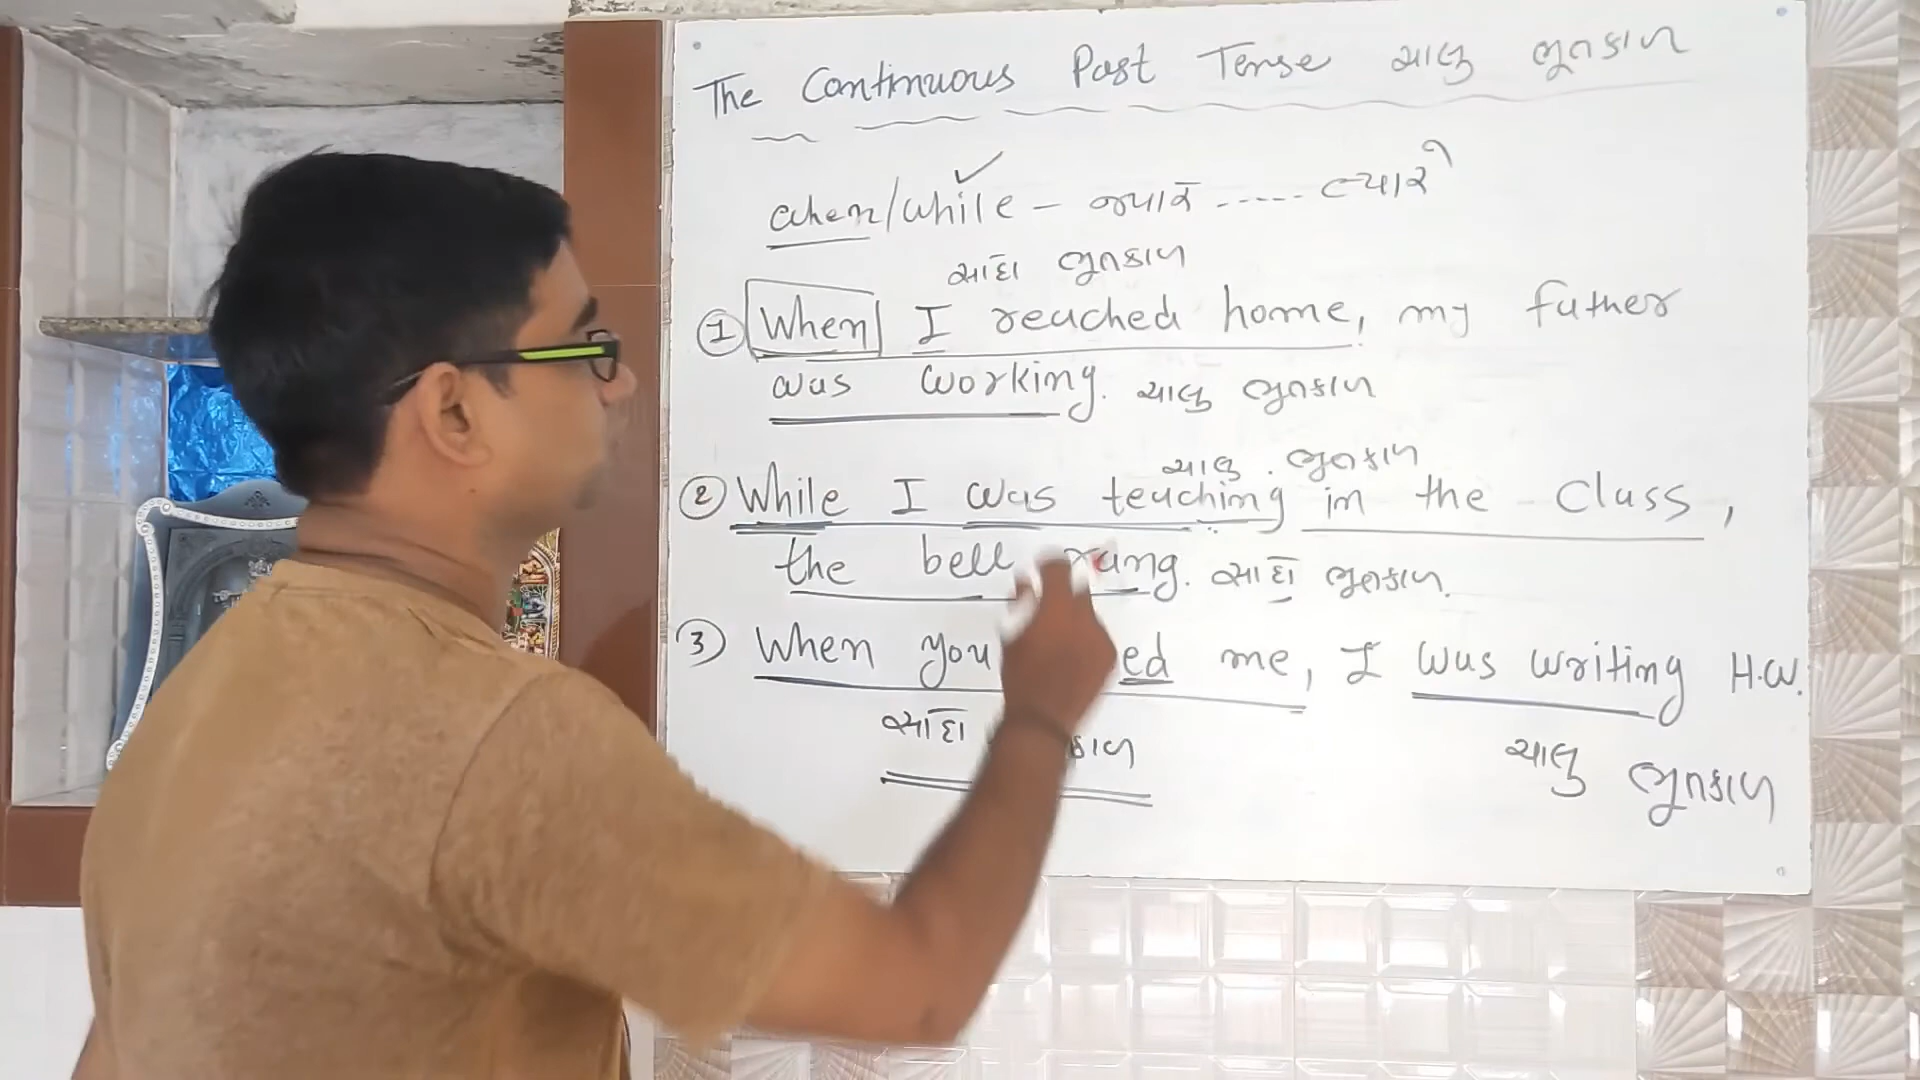 The Continuous Past Tense ચાલુ ભૂતકાળ
when/while - જ્યારે ...... ત્યારે
સાદો ભૂતકાળ
① When I reached home, my father
was working. ચાલુ ભૂતકાળ
ચાલુ . ભૂતકાળ
② While I was teaching in the class,
the bell rang. સાદો ભૂતકાળ.
③ When you ed me, I was writing H.W.
સાદો કાળ ચાલુ ભૂતકાળ